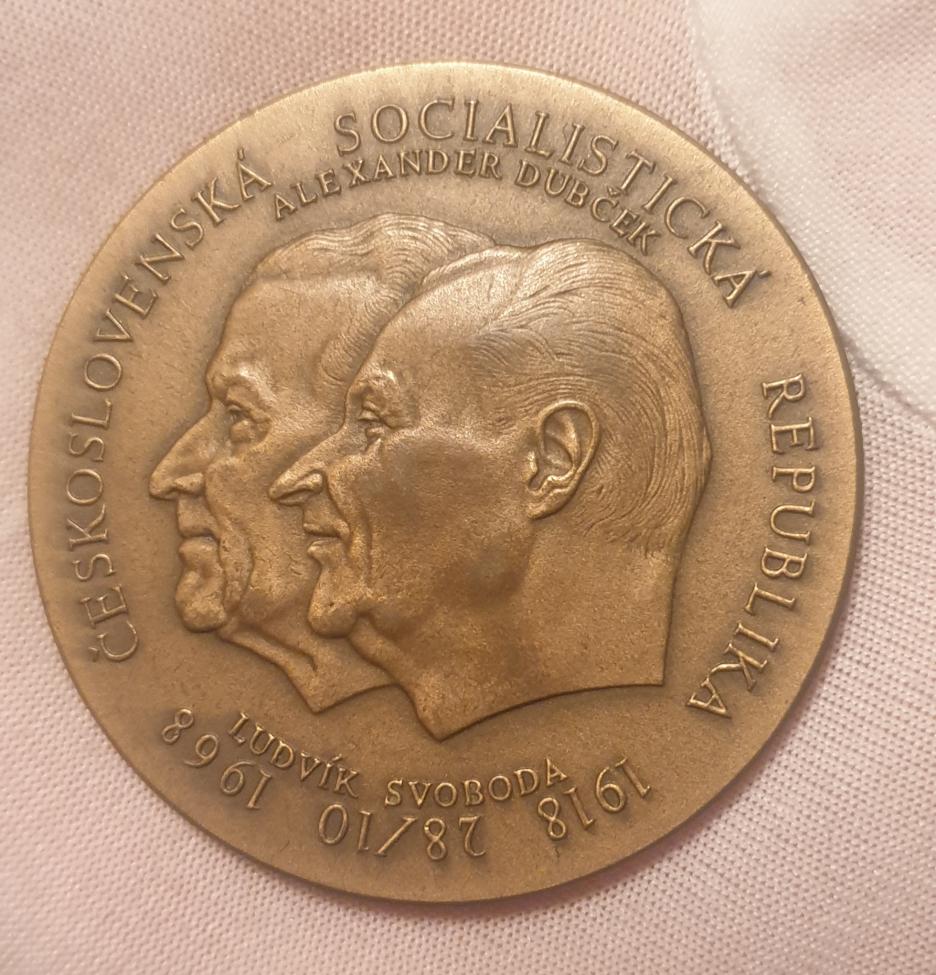 ČESKOSLOVENSKÁ SOCIALISTICKÁ REPUBLIKA
ALEXANDER DUBČEK
LUDVÍK SVOBODA
1918 28/10 1968